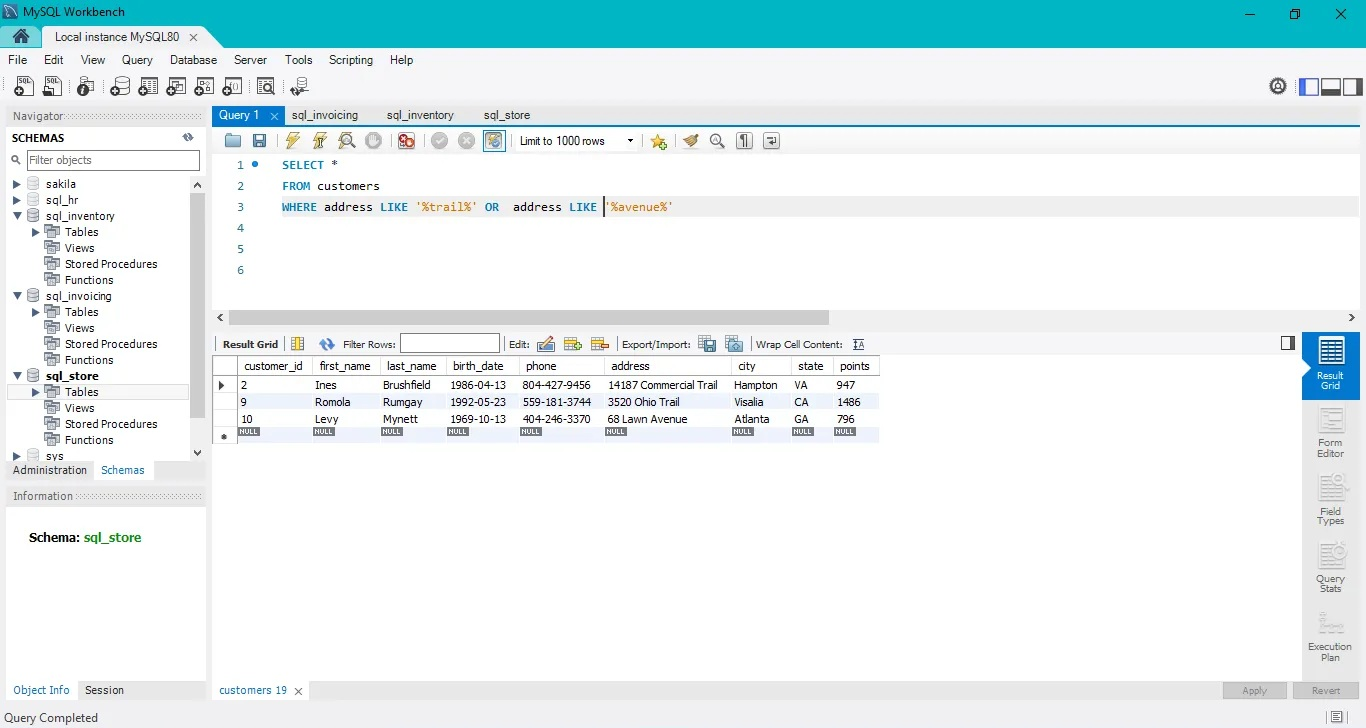 MySQL Workbench
Local instance MySQL80
File Edit View Query Database Server Tools Scripting Help
Navigator
SCHEMAS
Filter objects
sakila
sql_hr
sql_inventory
Tables
Views
Stored Procedures
Functions
sql_invoicing
Tables
Views
Stored Procedures
Functions
sql_store
Tables
Views
Stored Procedures
Functions
sys
Administration Schemas
Information
Schema: sql_store
Object Info Session
Query 1 sql_invoicing sql_inventory sql_store
Limit to 1000 rows
1 SELECT *
2 FROM customers
3 WHERE address LIKE '%trail%' OR  address LIKE '%avenue%'
4
5
6
Result Grid Filter Rows: Edit: Export/Import: Wrap Cell Content: IA
customer_id first_name last_name birth_date phone address city state points
2 Ines Brushfield 1986-04-13 804-427-9456 14187 Commercial Trail Hampton VA 947
9 Romola Rumgay 1992-05-23 559-181-3744 3520 Ohio Trail Visalia CA 1486
10 Levy Mynett 1969-10-13 404-246-3370 68 Lawn Avenue Atlanta GA 796
NULL NULL NULL NULL NULL NULL NULL NULL NULL
Result
Grid
Form
Editor
Field
Types
Query
Stats
Execution
Plan
customers 19
Apply Revert
Query Completed